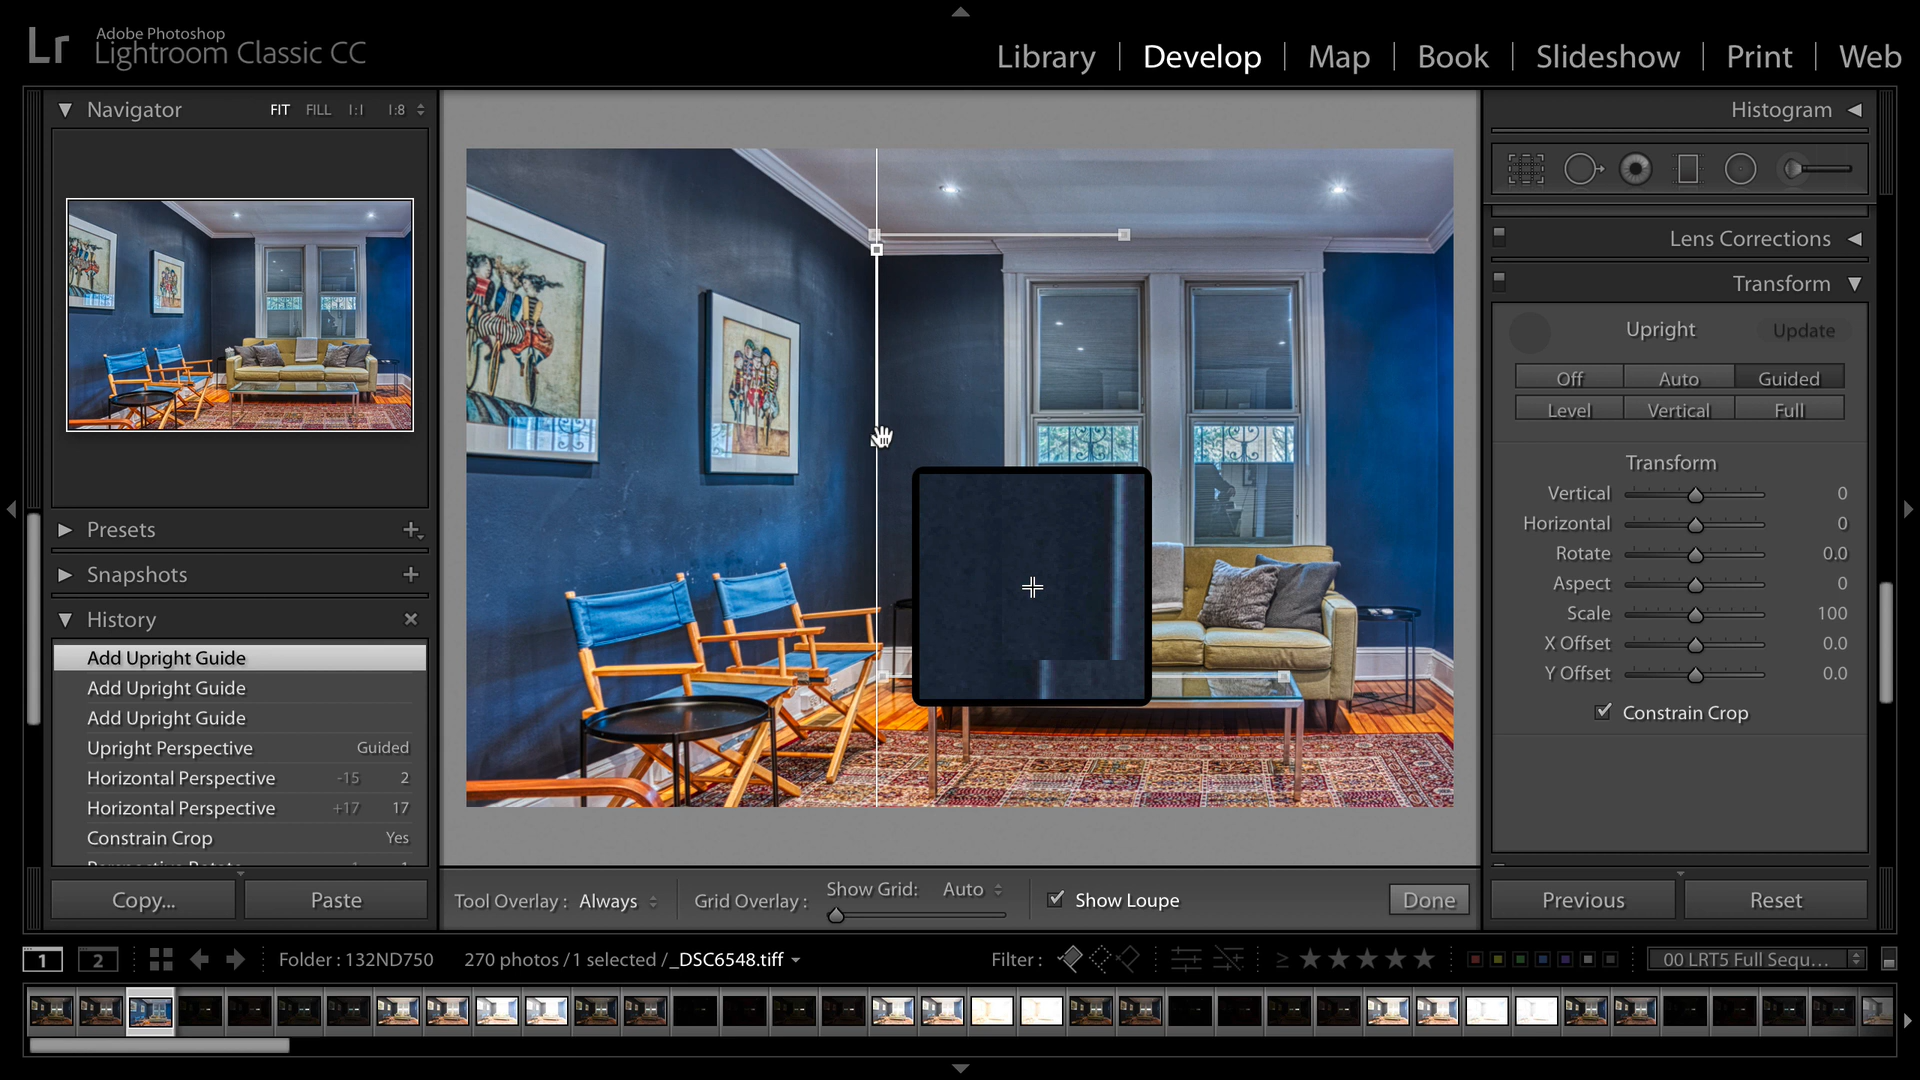 Lr
Adobe Photoshop
Lightroom Classic CC
Library
Develop
Map
Book
Slideshow
Print
Web
Navigator FIT FILL 1:1 1:8
Histogram
Lens Corrections
Transform
Upright Update
Off Auto Guided
Level Vertical Full
Transform
Vertical 0
Horizontal 0
Rotate 0.0
Aspect 0
Scale 100
X Offset 0.0
Y Offset 0.0
Constrain Crop
Presets
Snapshots
History
Add Upright Guide
Add Upright Guide
Add Upright Guide
Upright Perspective Guided
Horizontal Perspective -15 2
Horizontal Perspective +17 17
Constrain Crop Yes
Copy... Paste
Tool Overlay : Always
Grid Overlay :
Show Grid: Auto
Show Loupe
Done
Previous Reset
1 2
Folder : 132ND750
270 photos / 1 selected / _DSC6548.tiff
Filter :
≥
00 LRT5 Full Sequ...